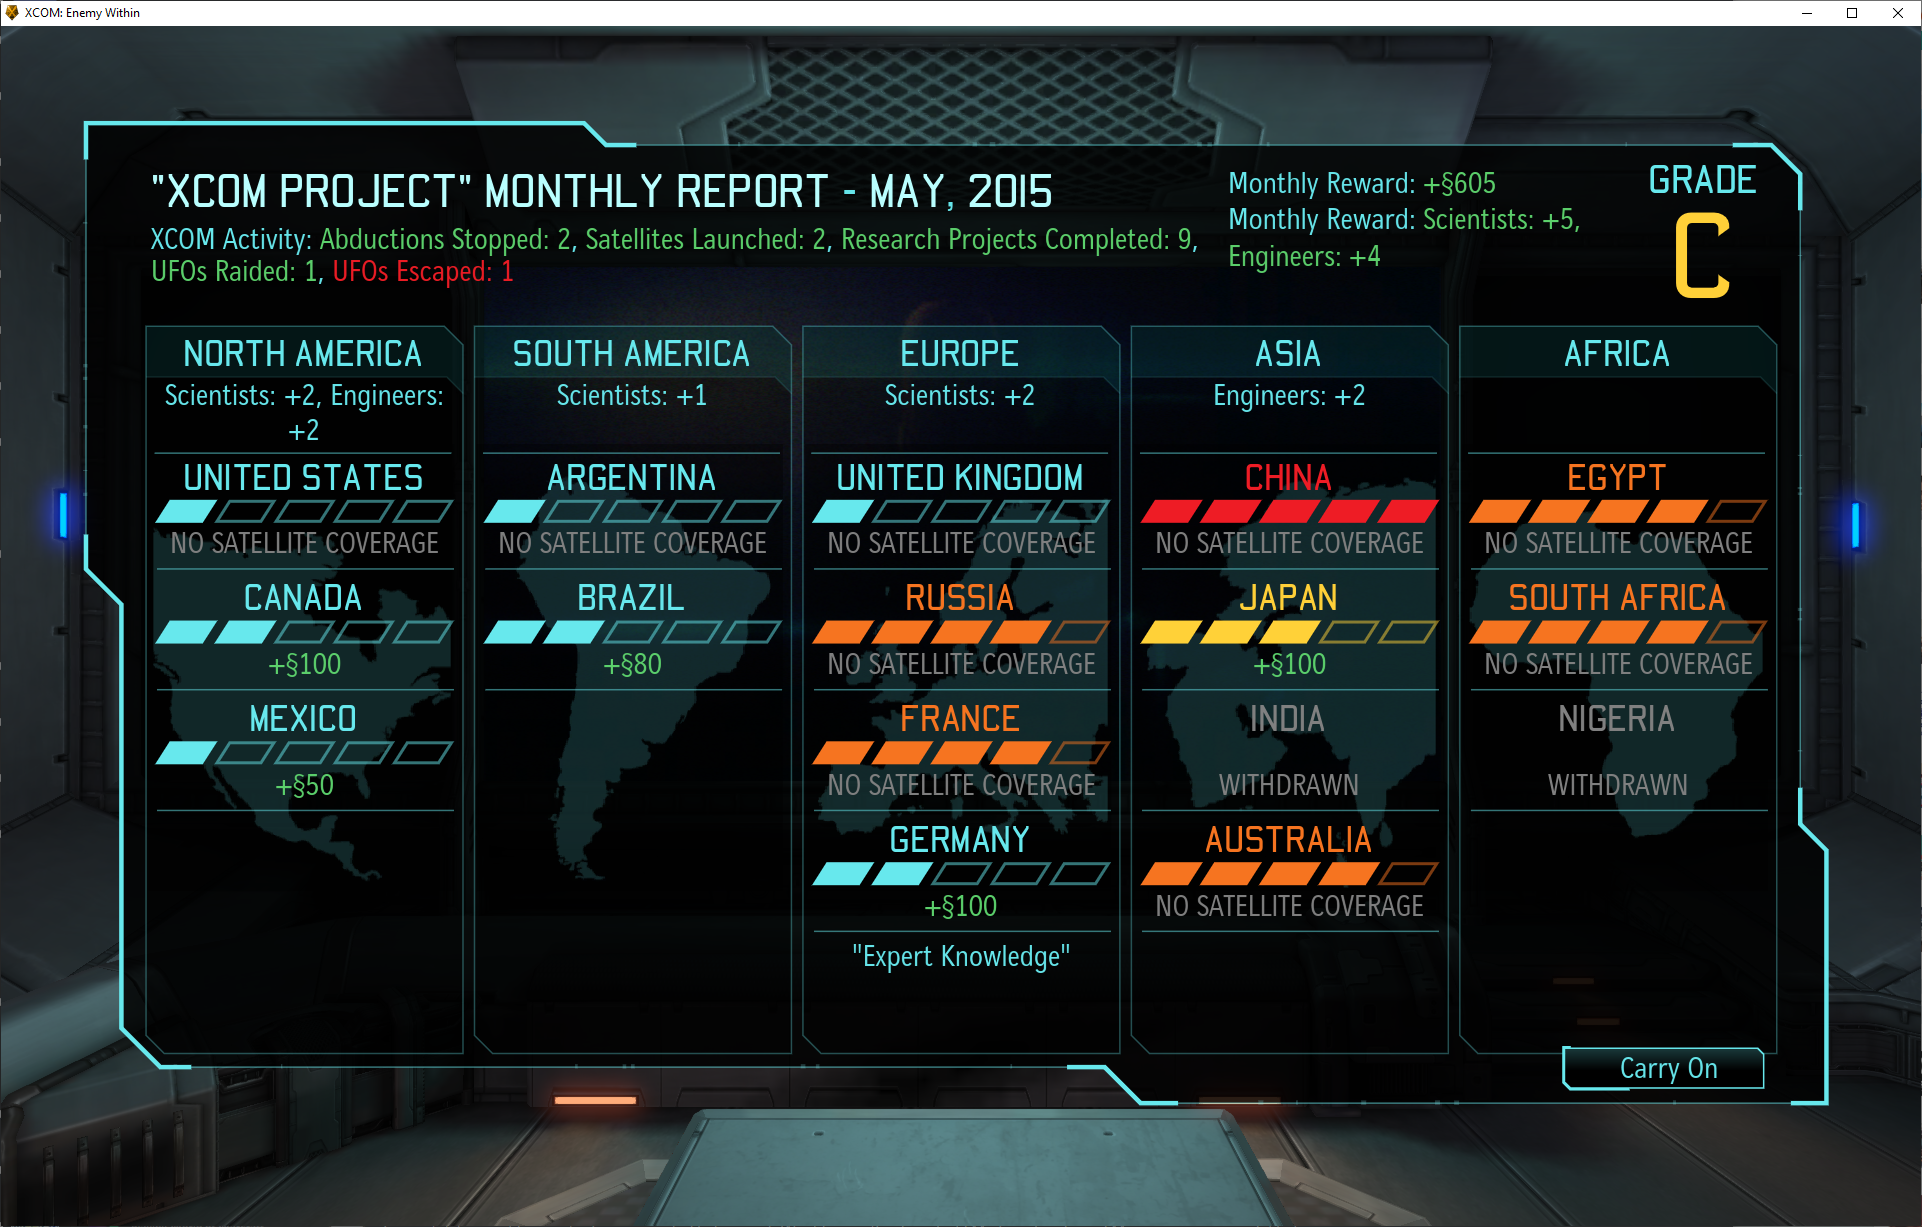 XCOM: Enemy Within
"XCOM PROJECT" MONTHLY REPORT - MAY, 2015
XCOM Activity: Abductions Stopped: 2, Satellites Launched: 2, Research Projects Completed: 9,
UFOs Raided: 1, UFOs Escaped: 1
Monthly Reward: +§605
Monthly Reward: Scientists: +5,
Engineers: +4
GRADE
C
NORTH AMERICA
Scientists: +2, Engineers:
+2
UNITED STATES
NO SATELLITE COVERAGE
CANADA
+§100
MEXICO
+§50
SOUTH AMERICA
Scientists: +1
ARGENTINA
NO SATELLITE COVERAGE
BRAZIL
+§80
EUROPE
Scientists: +2
UNITED KINGDOM
NO SATELLITE COVERAGE
RUSSIA
NO SATELLITE COVERAGE
FRANCE
NO SATELLITE COVERAGE
GERMANY
+§100
"Expert Knowledge"
ASIA
Engineers: +2
CHINA
NO SATELLITE COVERAGE
JAPAN
+§100
INDIA
WITHDRAWN
AUSTRALIA
NO SATELLITE COVERAGE
AFRICA
EGYPT
NO SATELLITE COVERAGE
SOUTH AFRICA
NO SATELLITE COVERAGE
NIGERIA
WITHDRAWN
Carry On